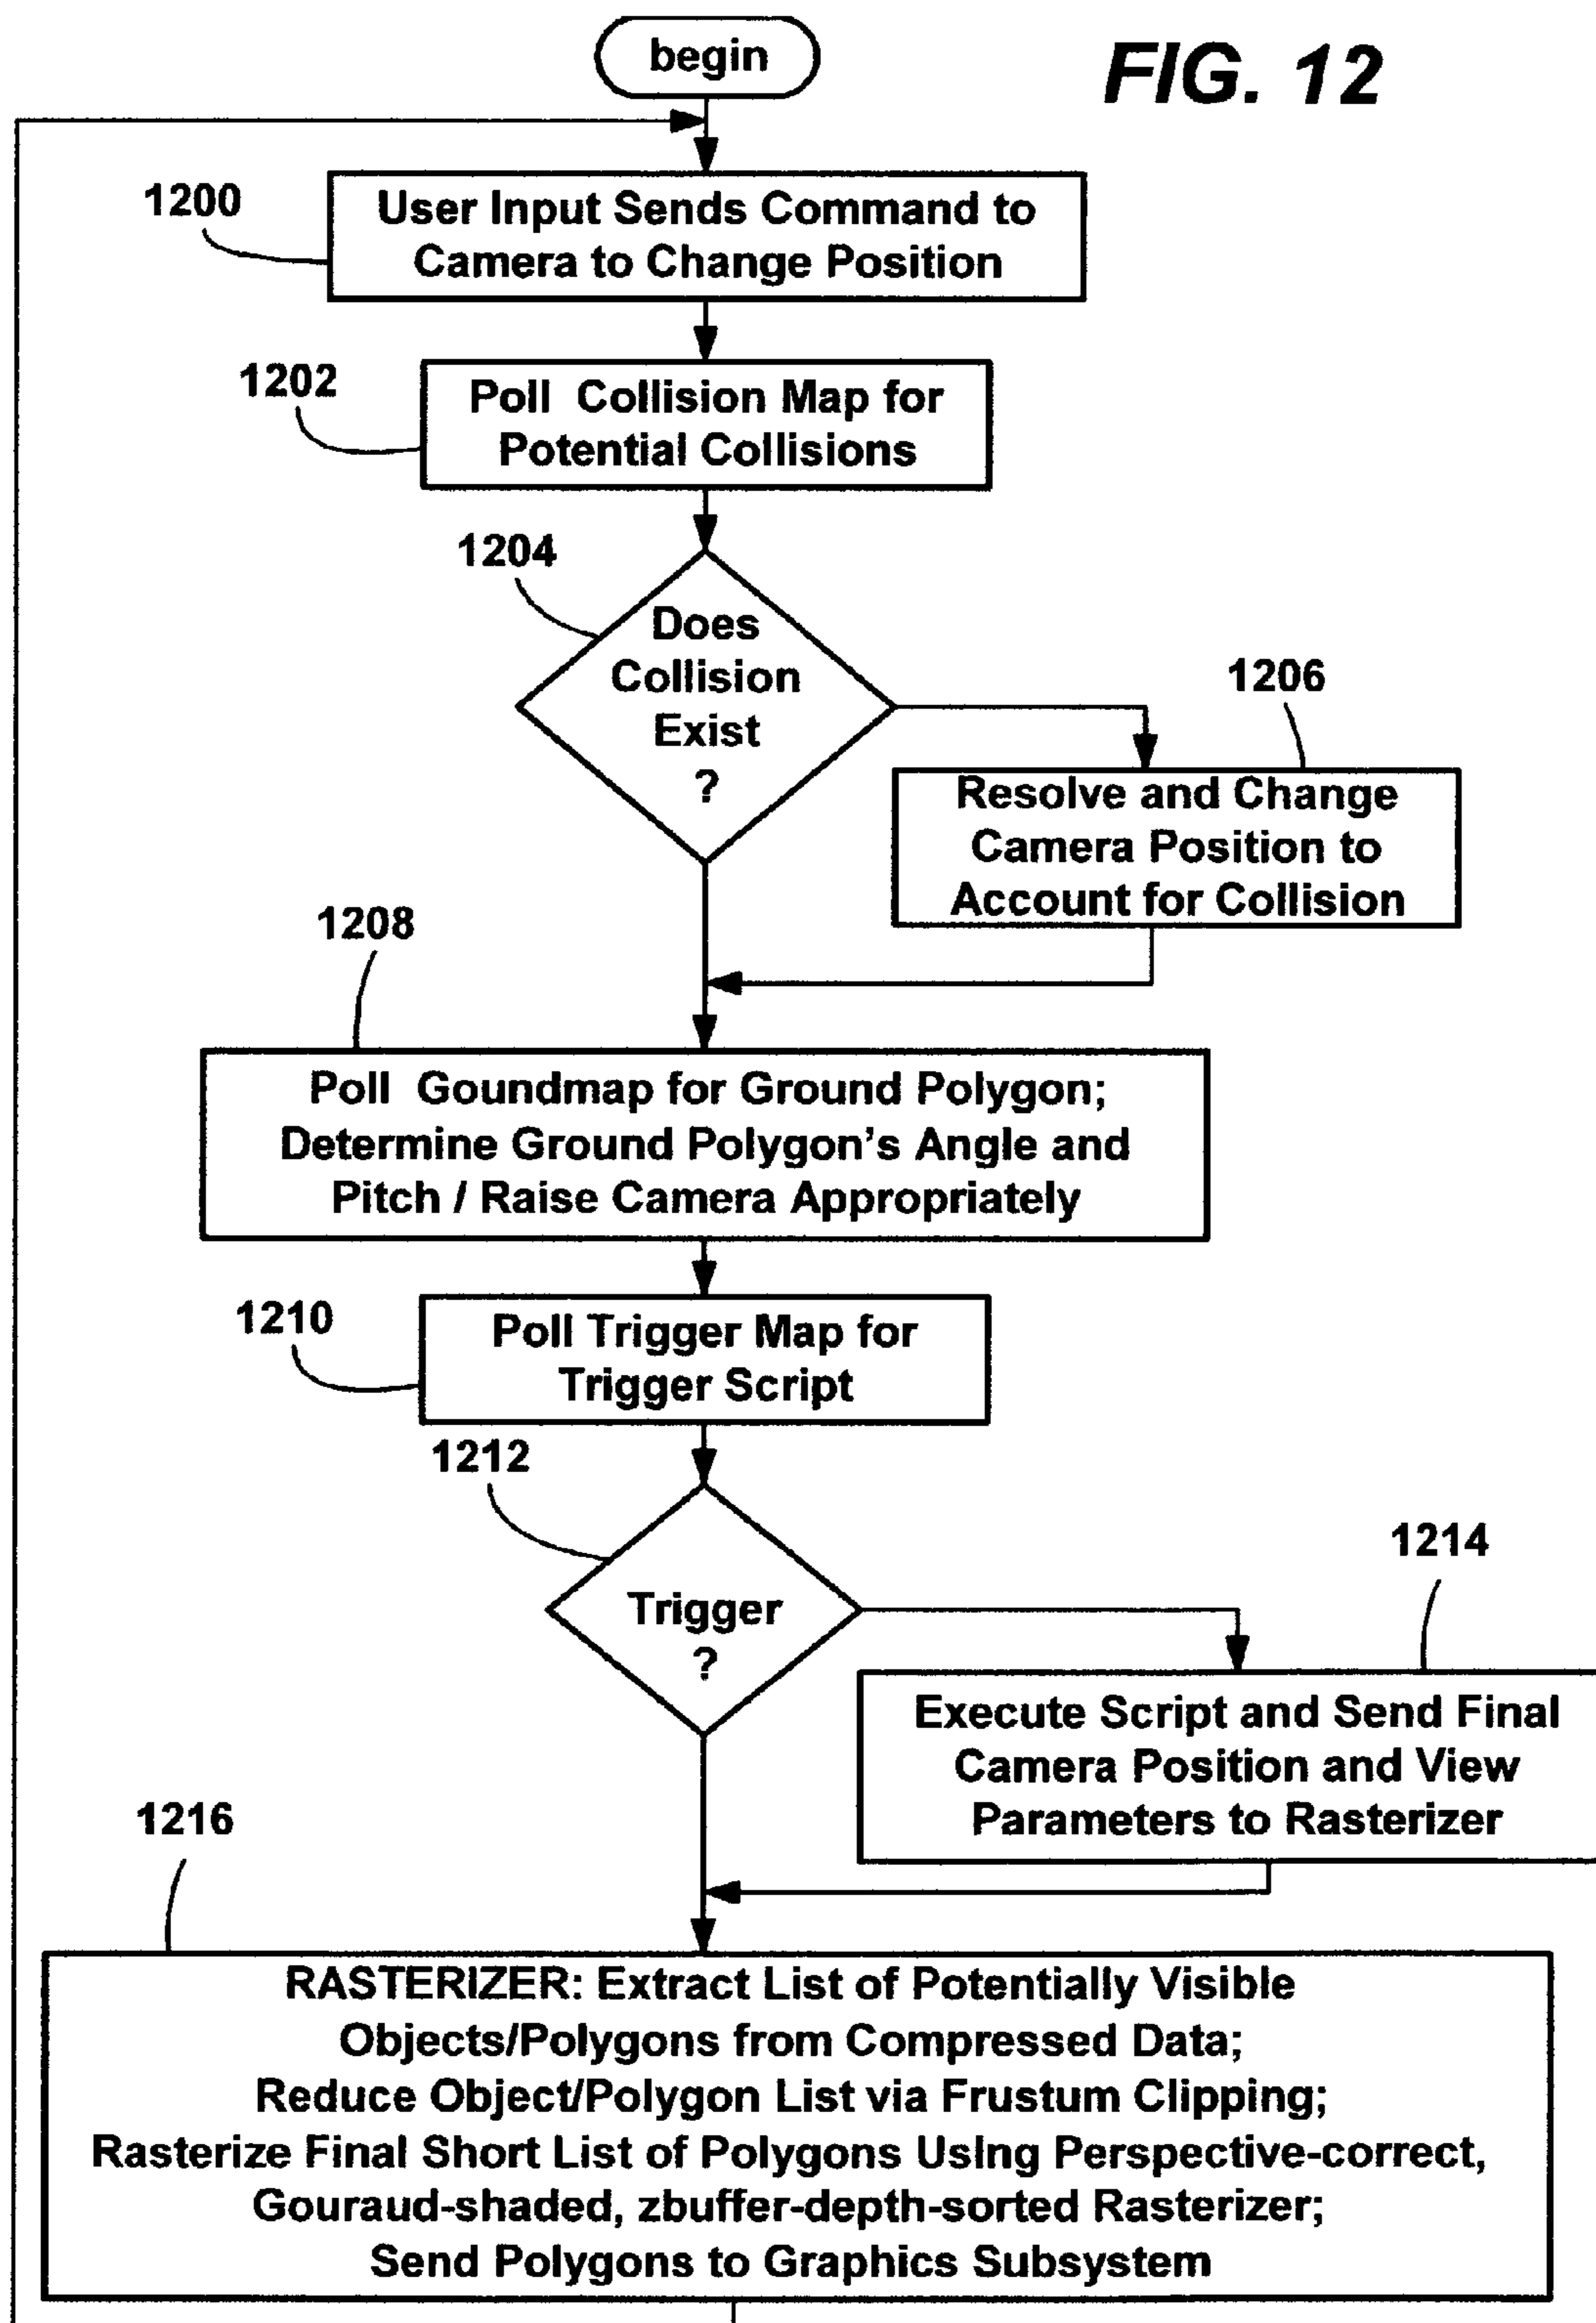 begin
FIG. 12
1200
User Input Sends Command to
Camera to Change Position
1202
Poll Collision Map for
Potential Collisions
1204
Does
Collision
Exist
?
1206
Resolve and Change
Camera Position to
Account for Collision
1208
Poll Goundmap for Ground Polygon;
Determine Ground Polygon's Angle and
Pitch / Raise Camera Appropriately
1210
Poll Trigger Map for
Trigger Script
1212
Trigger
?
1214
Execute Script and Send Final
Camera Position and View
Parameters to Rasterizer
1216
RASTERIZER: Extract List of Potentially Visible
Objects/Polygons from Compressed Data;
Reduce Object/Polygon List via Frustum Clipping;
Rasterize Final Short List of Polygons Using Perspective-correct,
Gouraud-shaded, zbuffer-depth-sorted Rasterizer;
Send Polygons to Graphics Subsystem